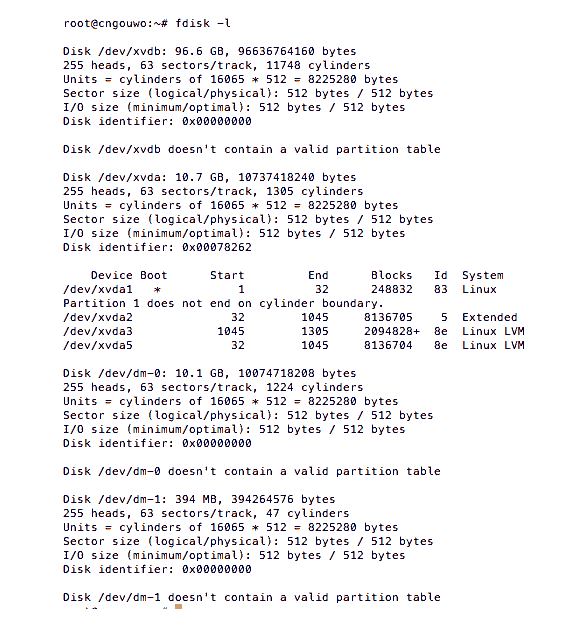 root@cngouwo:~# fdisk -l
Disk /dev/xvdb: 96.6 GB, 96636764160 bytes
255 heads, 63 sectors/track, 11748 cylinders
Units = cylinders of 16065 * 512 = 8225280 bytes
Sector size (logical/physical): 512 bytes / 512 bytes
I/O size (minimum/optimal): 512 bytes / 512 bytes
Disk identifier: 0x00000000
Disk /dev/xvdb doesn't contain a valid partition table
Disk /dev/xvda: 10.7 GB, 10737418240 bytes
255 heads, 63 sectors/track, 1305 cylinders
Units = cylinders of 16065 * 512 = 8225280 bytes
Sector size (logical/physical): 512 bytes / 512 bytes
I/O size (minimum/optimal): 512 bytes / 512 bytes
Disk identifier: 0x00078262
Device Boot Start End Blocks Id System
/dev/xvda1 * 1 32 248832 83 Linux
Partition 1 does not end on cylinder boundary.
/dev/xvda2 32 1045 8136705 5 Extended
/dev/xvda3 1045 1305 2094828+ 8e Linux LVM
/dev/xvda5 32 1045 8136704 8e Linux LVM
Disk /dev/dm-0: 10.1 GB, 10074718208 bytes
255 heads, 63 sectors/track, 1224 cylinders
Units = cylinders of 16065 * 512 = 8225280 bytes
Sector size (logical/physical): 512 bytes / 512 bytes
I/O size (minimum/optimal): 512 bytes / 512 bytes
Disk identifier: 0x00000000
Disk /dev/dm-0 doesn't contain a valid partition table
Disk /dev/dm-1: 394 MB, 394264576 bytes
255 heads, 63 sectors/track, 47 cylinders
Units = cylinders of 16065 * 512 = 8225280 bytes
Sector size (logical/physical): 512 bytes / 512 bytes
I/O size (minimum/optimal): 512 bytes / 512 bytes
Disk identifier: 0x00000000
Disk /dev/dm-1 doesn't contain a valid partition table